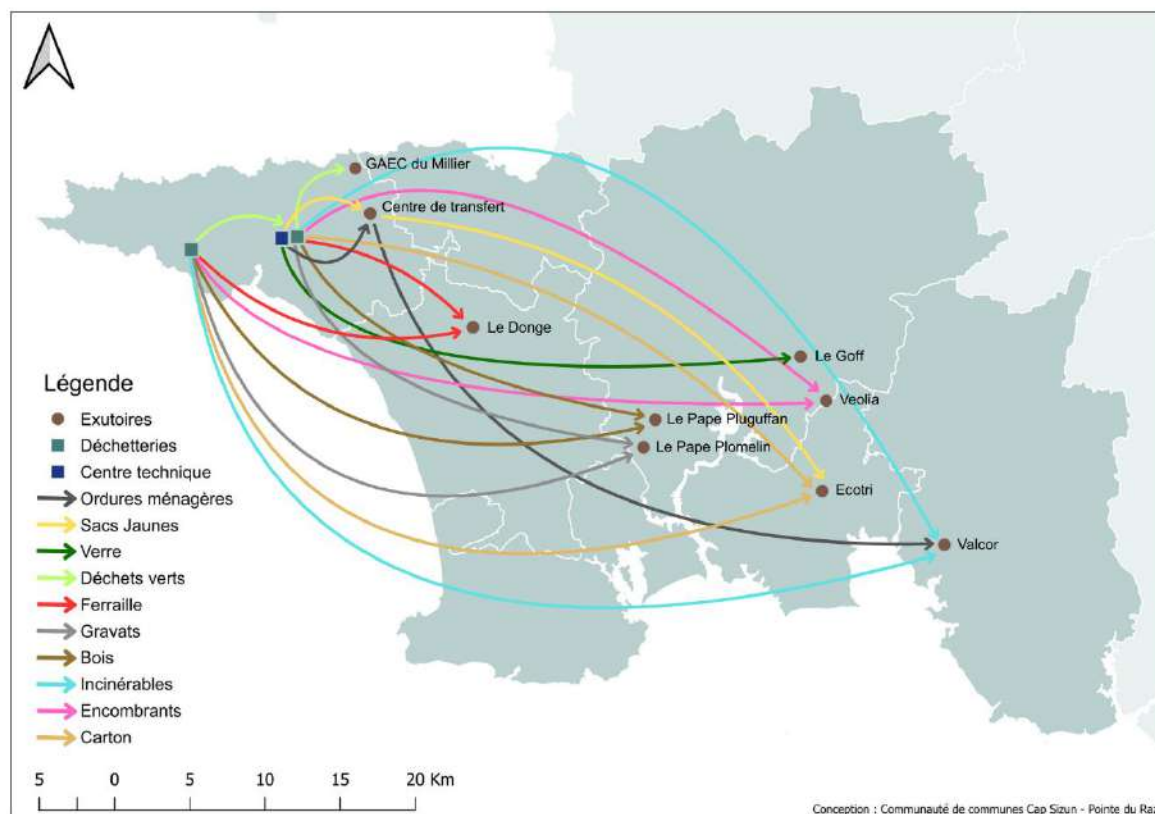 GAEC du Millier
Centre de transfert
Le Donge
Le Goff
Veolia
Le Pape Pluguffan
Le Pape Plomelin
Ecotri
Valcor
Légende
Exutoires
Déchetteries
Centre technique
Ordures ménagères
Sacs Jaunes
Verre
Déchets verts
Ferraille
Gravats
Bois
Incinérables
Encombrants
Carton
5 0 5 10 15 20 Km
Conception : Communauté de communes Cap Sizun - Pointe du Raz